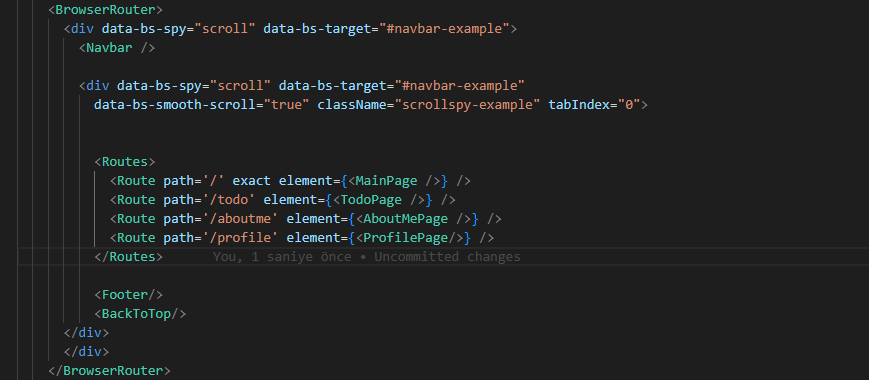 <BrowserRouter>
<div data-bs-spy="scroll" data-bs-target="#navbar-example">
<Navbar />
<div data-bs-spy="scroll" data-bs-target="#navbar-example"
data-bs-smooth-scroll="true" className="scrollspy-example" tabIndex="0">
<Routes>
<Route path='/' exact element={<MainPage />} />
<Route path='/todo' element={<TodoPage />} />
<Route path='/aboutme' element={<AboutMePage />} />
<Route path='/profile' element={<ProfilePage/>} />
</Routes> You, 1 saniye önce • Uncommitted changes
<Footer/>
<BackToTop/>
</div>
</div>
</BrowserRouter>